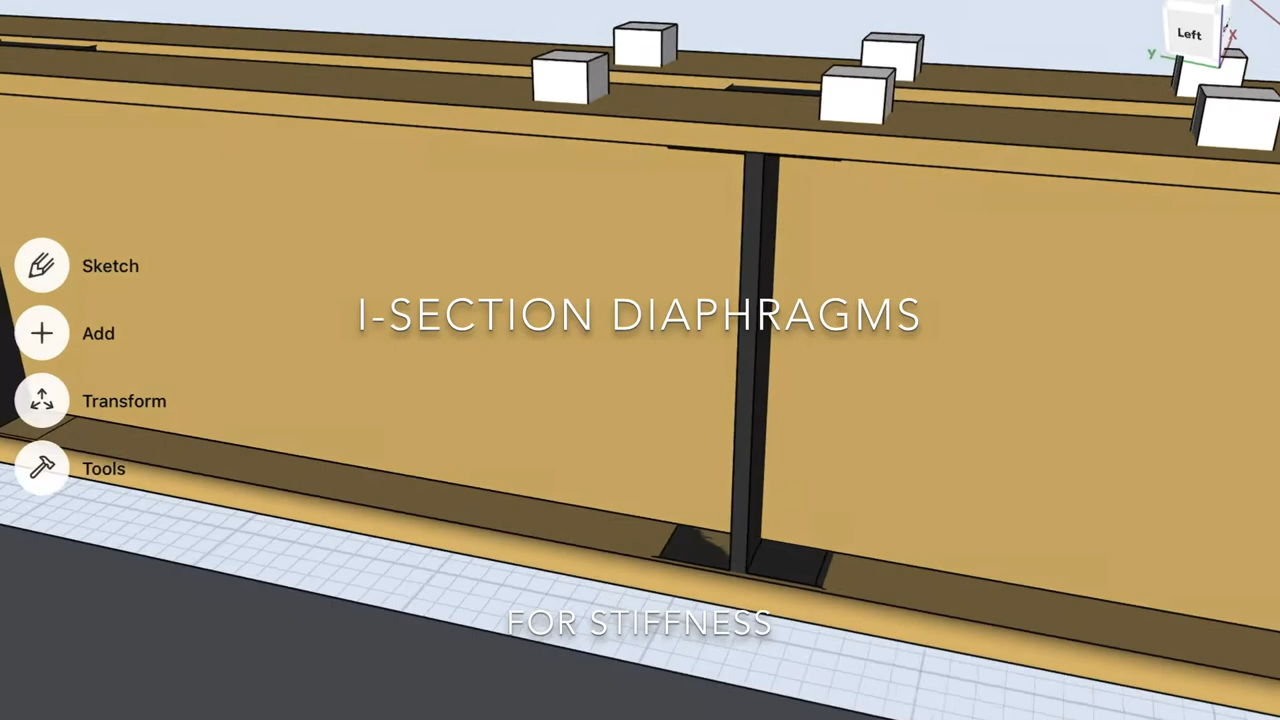 Left
X
Y
Sketch
I-SECTION DIAPHRAGMS
Add
Transform
Tools
FOR STIFFNESS